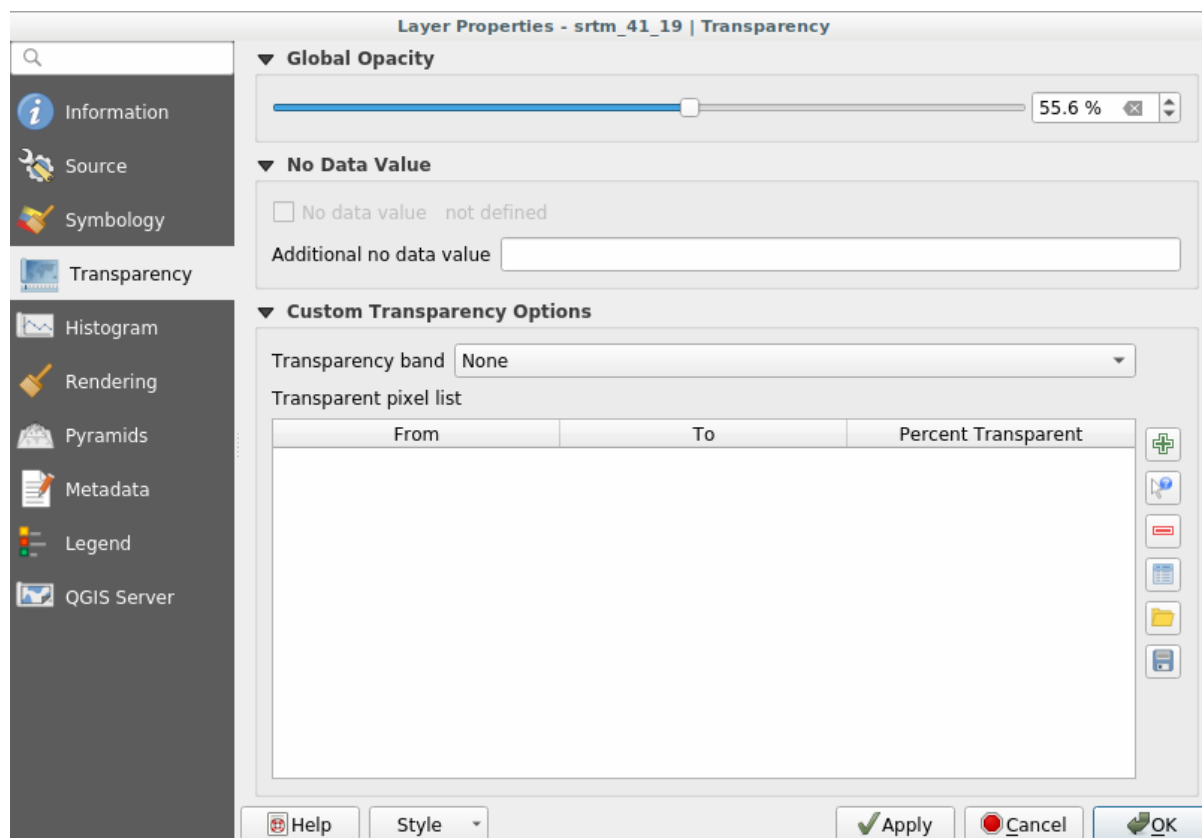 Layer Properties - srtm_41_19 | Transparency
Information
Source
Symbology
Transparency
Histogram
Rendering
Pyramids
Metadata
Legend
QGIS Server
Global Opacity
55.6 %
No Data Value
No data value not defined
Additional no data value
Custom Transparency Options
Transparency band None
Transparent pixel list
From To Percent Transparent
Help Style Apply Cancel OK